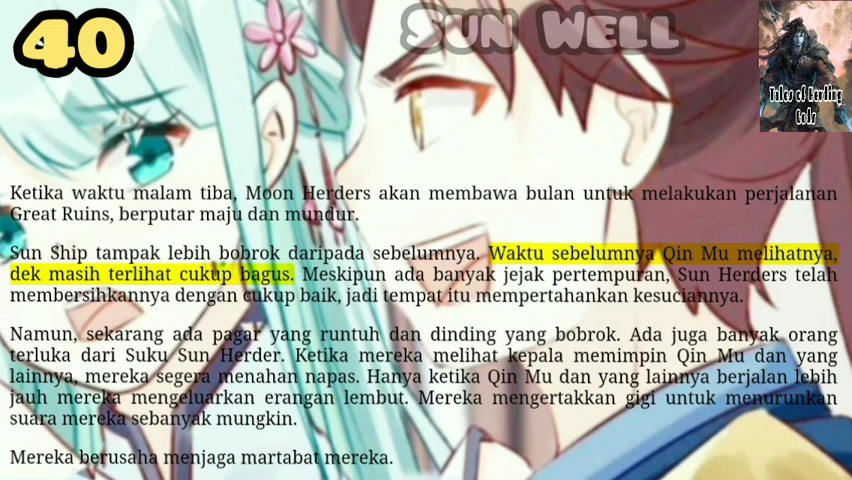 40
Sun Well
Tales of Herding
Gods
Ketika waktu malam tiba, Moon Herders akan membawa bulan untuk melakukan perjalanan
Great Ruins, berputar maju dan mundur.
Sun Ship tampak lebih bobrok daripada sebelumnya. Waktu sebelumnya Qin Mu melihatnya,
dek masih terlihat cukup bagus. Meskipun ada banyak jejak pertempuran, Sun Herders telah
membersihkannya dengan cukup baik, jadi tempat itu mempertahankan kesuciannya.
Namun, sekarang ada pagar yang runtuh dan dinding yang bobrok. Ada juga banyak orang
terluka dari Suku Sun Herder. Ketika mereka melihat kepala memimpin Qin Mu dan yang
lainnya, mereka segera menahan napas. Hanya ketika Qin Mu dan yang lainnya berjalan lebih
jauh mereka mengeluarkan erangan lembut. Mereka mengertakkan gigi untuk menurunkan
suara mereka sebanyak mungkin.
Mereka berusaha menjaga martabat mereka.